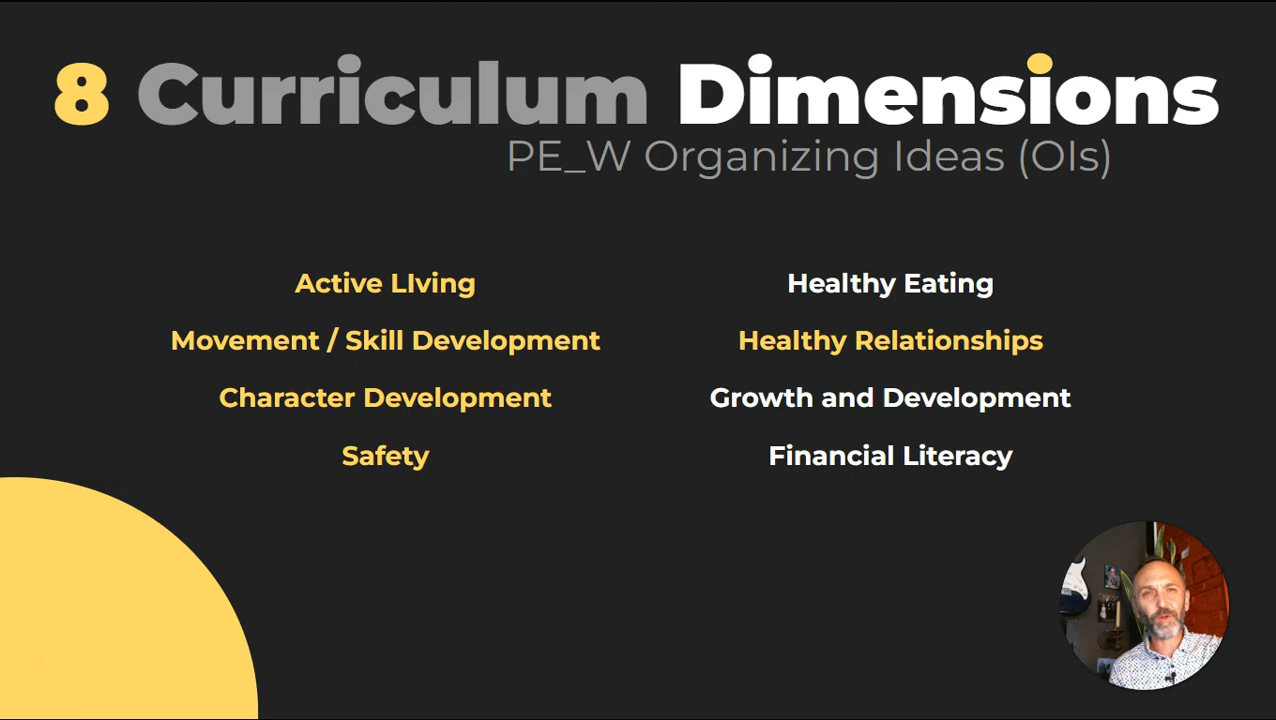 8 Curriculum Dimensions
PE_W Organizing Ideas (OIs)
Active LIving
Movement / Skill Development
Character Development
Safety
Healthy Eating
Healthy Relationships
Growth and Development
Financial Literacy